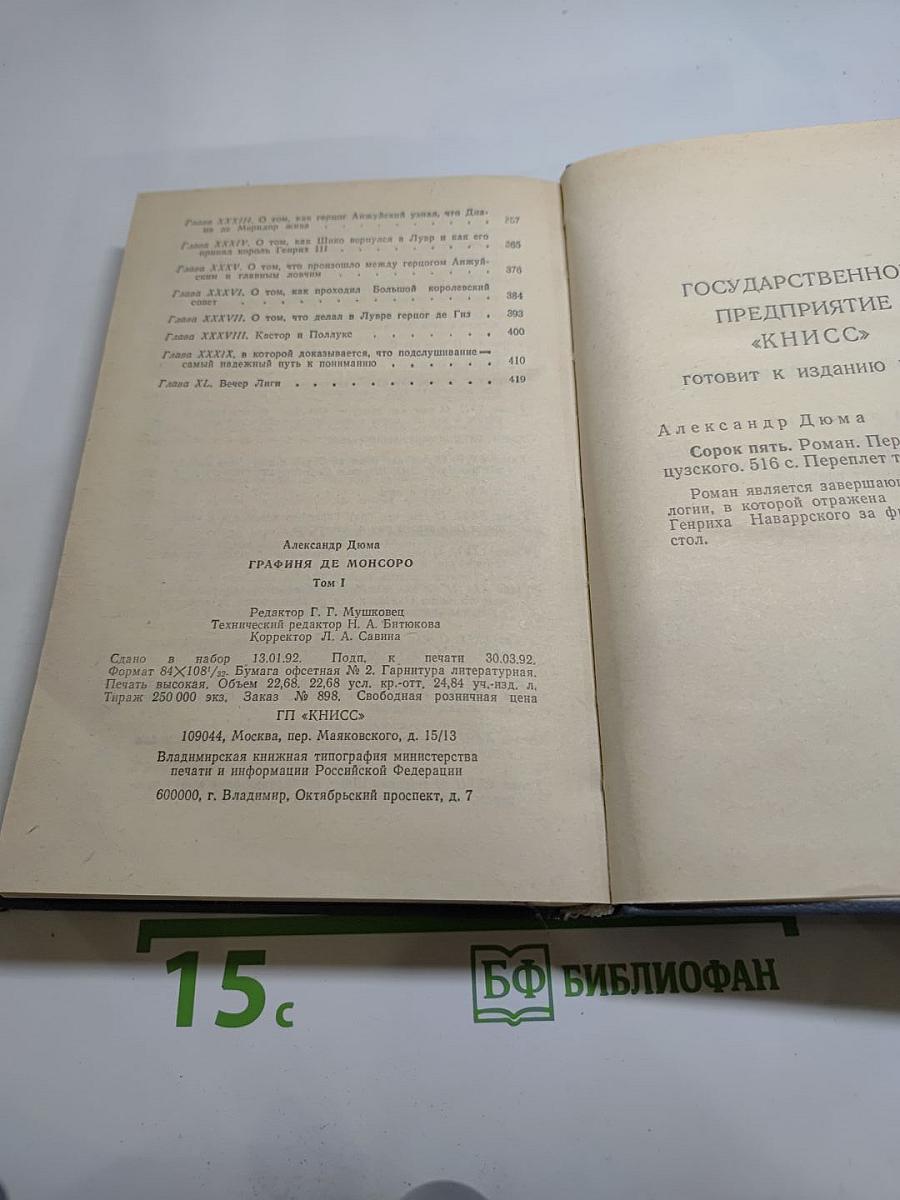 Глава XXXIII. О том, как герцог Анжуйский узнал, что Диа-
на де Меридор жива . . . . . . . . . 357
Глава XXXIV. О том, как Шико вернулся в Лувр и как его
принял король Генрих III . . . . . . . . 365
Глава XXXV. О том, что произошло между герцогом Анжуй-
ским и главным ловчим . . . . . . . . . 376
Глава XXXVI. О том, как проходил Большой королевский
совет . . . . . . . . . . . . . 384
Глава XXXVII. О том, что делал в Лувре герцог де Гиз . 393
Глава XXXVIII. Кастор и Поллукс . . . . . . . 400
Глава XXXIX, в которой доказывается, что подслушивание —
самый надежный путь к пониманию . . . . . . 410
Глава XL. Вечер Лиги . . . . . . . . . . . 419
Александр Дюма
ГРАФИНЯ ДЕ МОНСОРО
Том I
Редактор Г. Г. Мушковец
Технический редактор Н. А. Битюкова
Корректор Л. А. Савина
Сдано в набор 13.01.92. Подп. к печати 30.03.92.
Формат 84×108¹/₃₂. Бумага офсетная № 2. Гарнитура литературная.
Печать высокая. Объем 22,68. 22,68 усл. кр.-отт. 24,84 уч.-изд. л.
Тираж 250 000 экз. Заказ № 898. Свободная розничная цена
ГП «КНИСС»
109044, Москва, пер. Маяковского, д. 15/13
Владимирская книжная типография министерства
печати и информации Российской Федерации
600000, г. Владимир, Октябрьский проспект, д. 7
ГОСУДАРСТВЕННО
ПРЕДПРИЯТИЕ
«КНИСС»
готовит к изданию
Александр Дюма
Сорок пять. Роман. Пер
цузского. 516 с. Переплет т
Роман является завершаю
логии, в которой отражена
Генриха Наваррского за ф
стол.
15 с
БФ БИБЛИОФАН